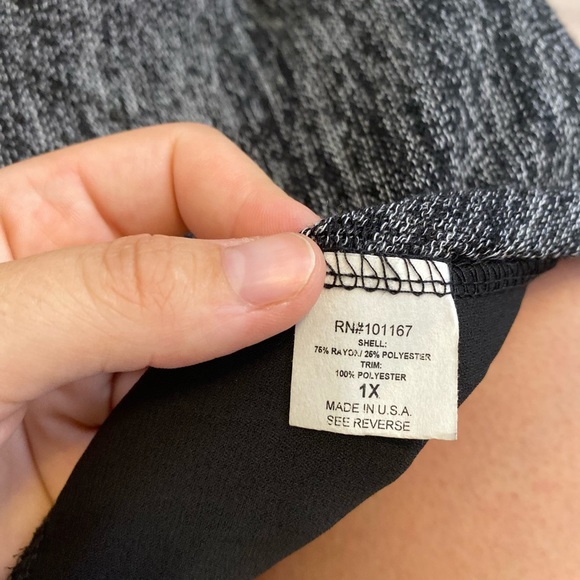 RN#101167
SHELL:
75% RAYON/ 25% POLYESTER
TRIM:
100% POLYESTER
1X
MADE IN U.S.A.
SEE REVERSE